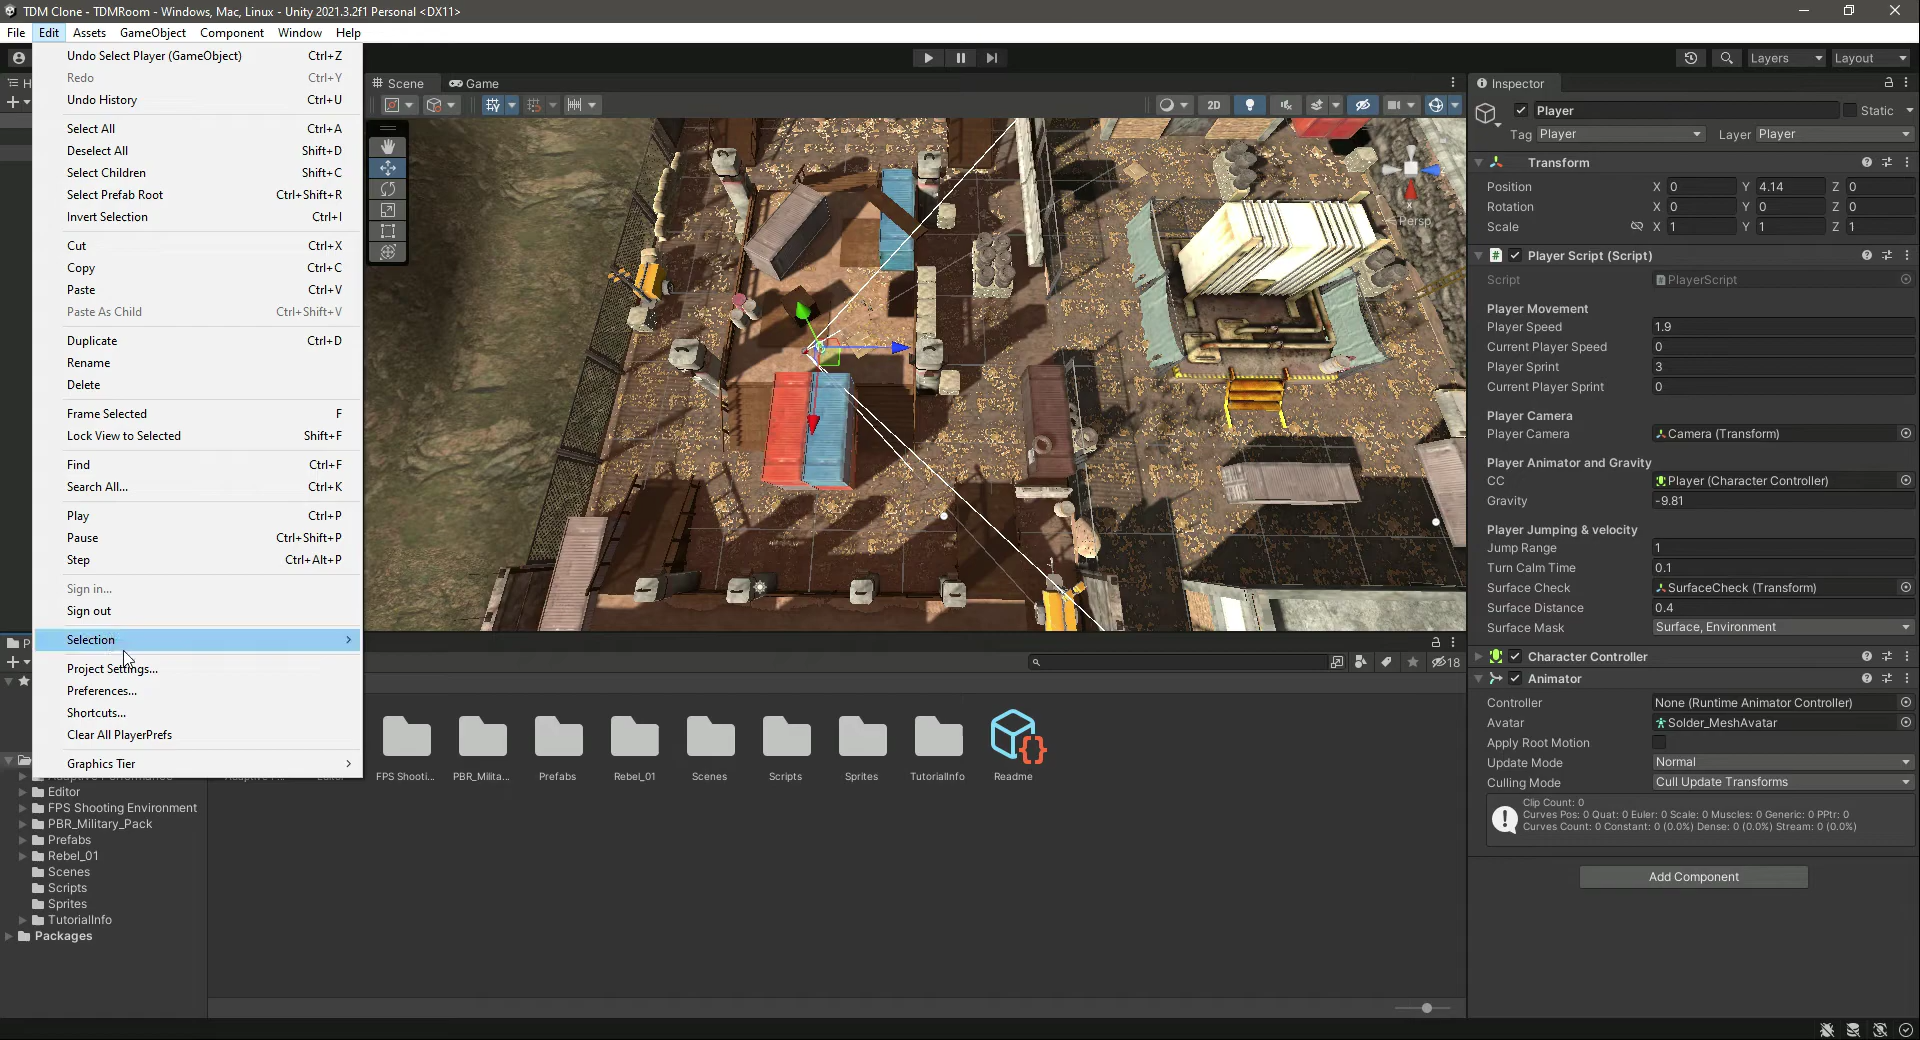 TDM Clone - TDMRoom - Windows, Mac, Linux - Unity 2021.3.2f1 Personal <DX11>
File Edit Assets GameObject Component Window Help
Undo Select Player (GameObject) Ctrl+Z
Redo Ctrl+Y
Undo History Ctrl+U
Select All Ctrl+A
Deselect All Shift+D
Select Children Shift+C
Select Prefab Root Ctrl+Shift+R
Invert Selection Ctrl+I
Cut Ctrl+X
Copy Ctrl+C
Paste Ctrl+V
Paste As Child Ctrl+Shift+V
Duplicate Ctrl+D
Rename
Delete
Frame Selected F
Lock View to Selected Shift+F
Find Ctrl+F
Search All... Ctrl+K
Play Ctrl+P
Pause Ctrl+Shift+P
Step Ctrl+Alt+P
Sign in...
Sign out
Selection
Project Settings...
Preferences...
Shortcuts...
Clear All PlayerPrefs
Graphics Tier
Editor
FPS Shooting Environment
PBR_Military_Pack
Prefabs
Rebel_01
Scenes
Scripts
Sprites
TutorialInfo
Packages
Scene Game
2D
Persp
18
FPS Shooti... PBR_Milita... Prefabs Rebel_01 Scenes Scripts Sprites TutorialInfo Readme
Layers Layout
Inspector
Player Static
Tag Player Layer Player
Transform
Position X 0 Y 4.14 Z 0
Rotation X 0 Y 0 Z 0
Scale X 1 Y 1 Z 1
Player Script (Script)
Script PlayerScript
Player Movement
Player Speed 1.9
Current Player Speed 0
Player Sprint 3
Current Player Sprint 0
Player Camera
Player Camera Camera (Transform)
Player Animator and Gravity
CC Player (Character Controller)
Gravity -9.81
Player Jumping & velocity
Jump Range 1
Turn Calm Time 0.1
Surface Check SurfaceCheck (Transform)
Surface Distance 0.4
Surface Mask Surface, Environment
Character Controller
Animator
Controller None (Runtime Animator Controller)
Avatar Solder_MeshAvatar
Apply Root Motion
Update Mode Normal
Culling Mode Cull Update Transforms
Clip Count: 0
Curves Pos: 0 Quat: 0 Euler: 0 Scale: 0 Muscles: 0 Generic: 0 PPtr: 0
Curves Count: 0 Constant: 0 (0.0%) Dense: 0 (0.0%) Stream: 0 (0.0%)
Add Component